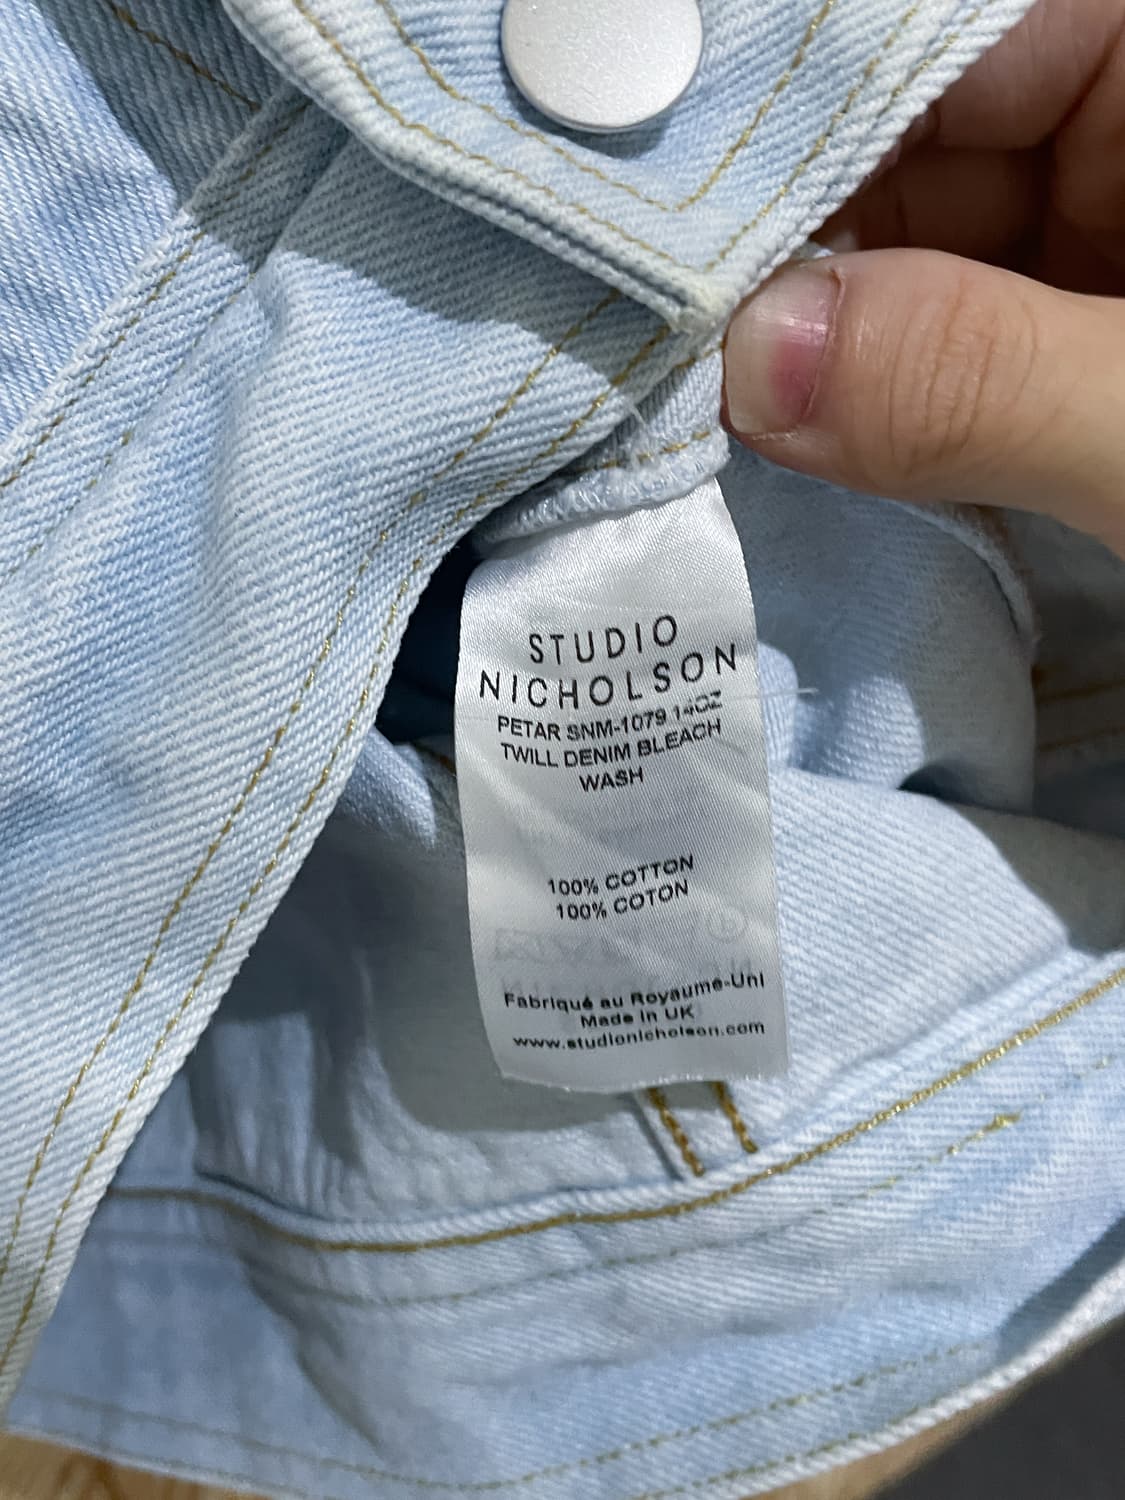 STUDIO
NICHOLSON
PETAR SNM-1079 14OZ
TWILL DENIM BLEACH
WASH
100% COTTON
100% COTON
Fabriqué au Royaume-Uni
Made in UK
www.studionicholson.com